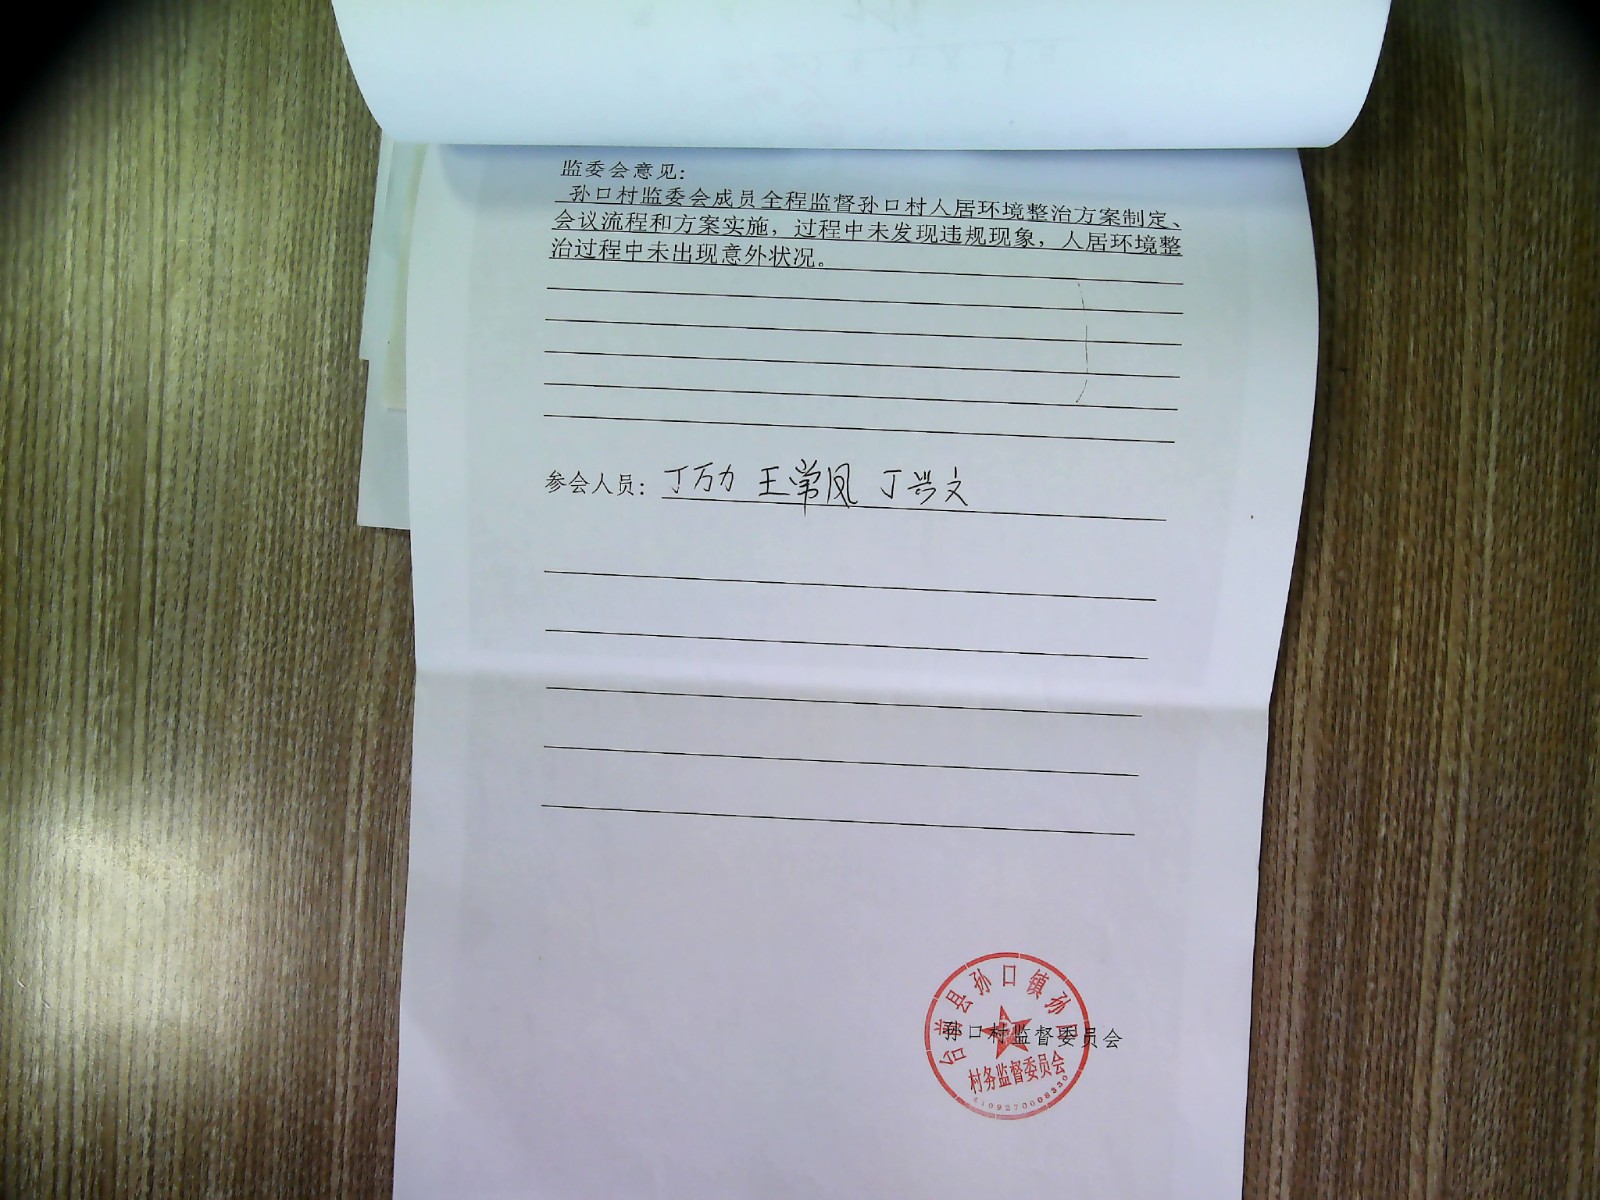 监委会意见：
孙口村监委会成员全程监督孙口村人居环境整治方案制定、
会议流程和方案实施，过程中未发现违规现象，人居环境整
治过程中未出现意外状况。
参会人员：丁万力 王常凤 丁兴文
台前县孙口镇孙口
孙口村监督委员会
村务监督委员会